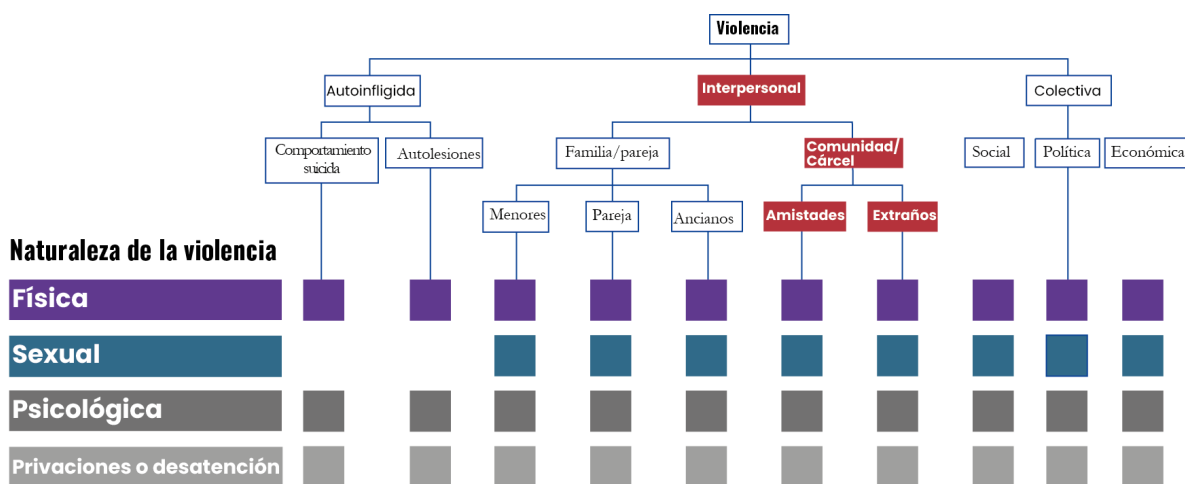 Violencia
Autoinfligida
Interpersonal
Colectiva
Comportamiento
suicida
Autolesiones
Familia/pareja
Comunidad/
Cárcel
Social
Política
Económica
Menores
Pareja
Ancianos
Amistades
Extraños
Naturaleza de la violencia
Física
Sexual
Psicológica
Privaciones o desatención